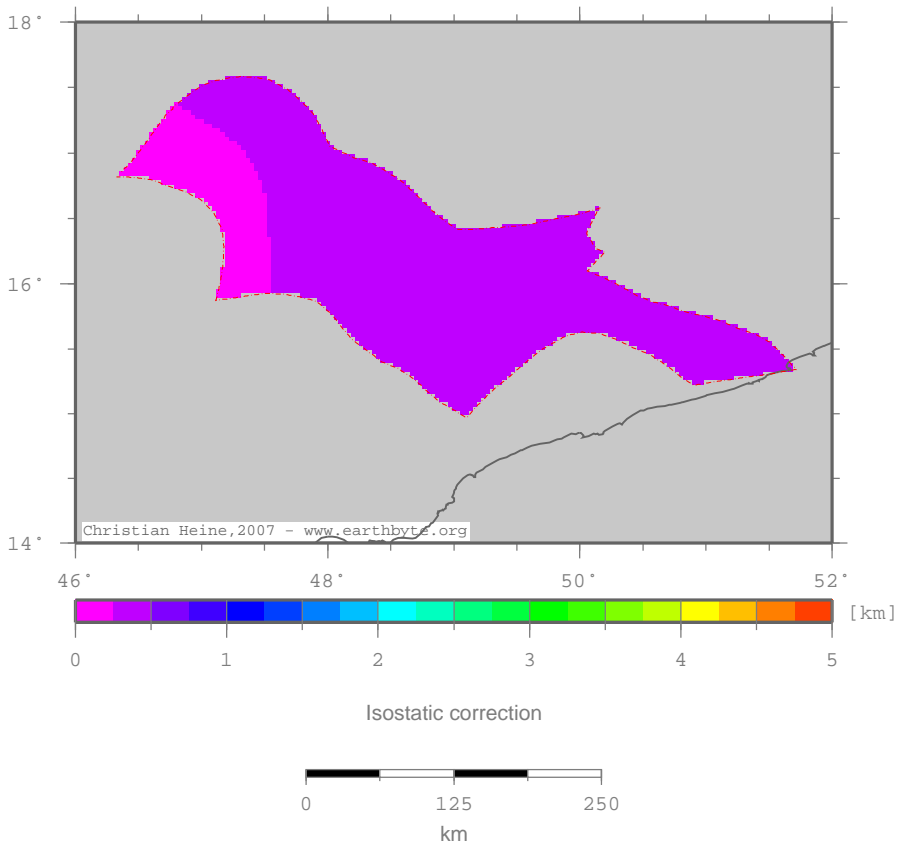 18°
16°
14°
Christian Heine,2007 - www.earthbyte.org
46° 48° 50° 52°
[km]
0 1 2 3 4 5
Isostatic correction
0 125 250
km